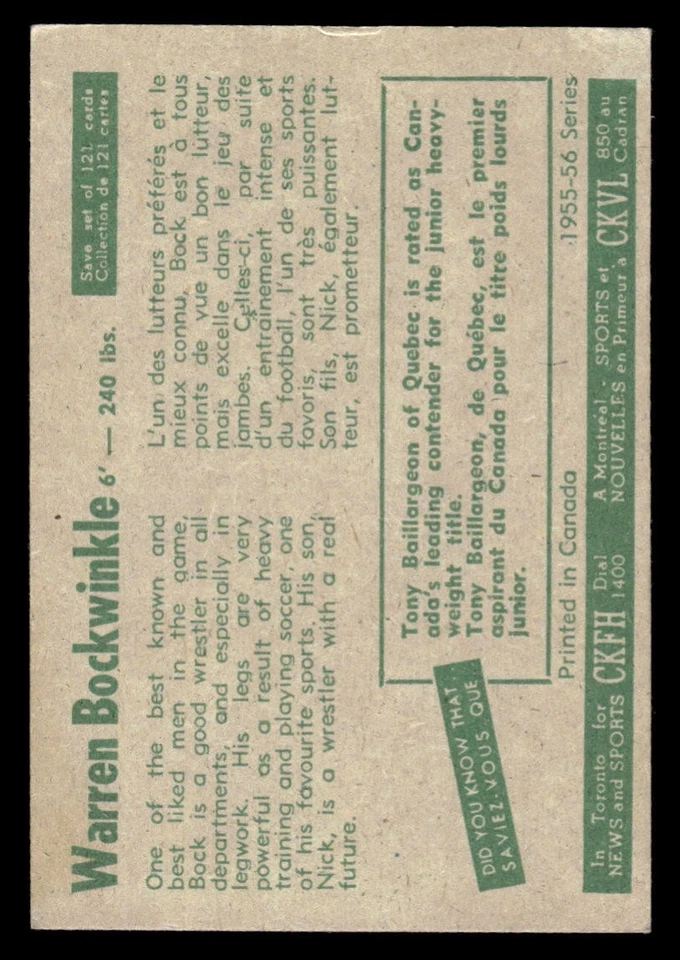 Warren Bockwinkle 6' — 240 lbs.
Save set of 121 cards
Collection de 121 cartes
One of the best known and
best liked men in the game,
Bock is a good wrestler in all
departments, and especially in
legwork. His legs are very
powerful as a result of heavy
training and playing soccer, one
of his favourite sports. His son,
Nick, is a wrestler with a real
future.
L'un des lutteurs préférés et le
mieux connu, Bock est à tous
points de vue un bon lutteur,
mais excelle dans le jeu des
jambes. Celles-ci, par suite
d'un entraînement intense et
du football, l'un de ses sports
favoris, sont très puissantes.
Son fils, Nick, également lut-
teur, est prometteur.
DID YOU KNOW THAT . .
SAVIEZ-VOUS QUE
Tony Baillargeon of Quebec is rated as Can-
ada's leading contender for the junior heavy-
weight title.
Tony Baillargeon, de Québec, est le premier
aspirant du Canada pour le titre poids lourds
junior.
Printed in Canada
1955-56 Series
In Toronto for
NEWS and SPORTS CKFH Dial
1400
A Montréal - SPORTS et
NOUVELLES en Primeur à CKVL 850 au
Cadran